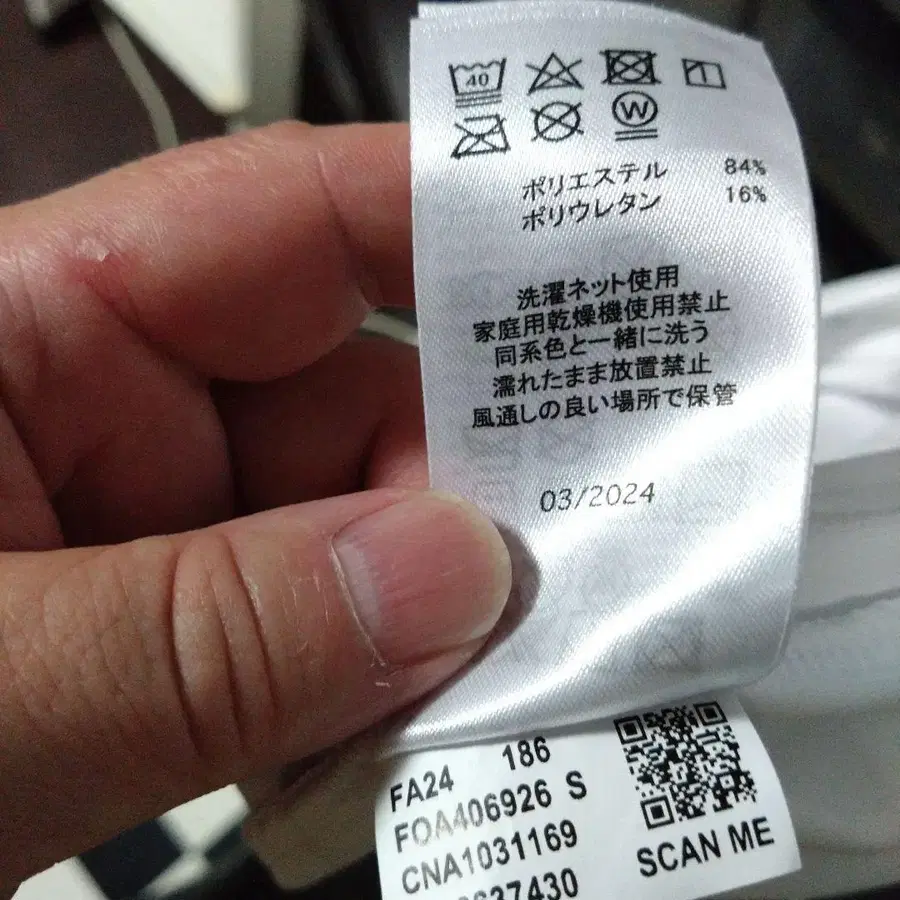 40
W
ポリエステル 84%
ポリウレタン 16%
洗濯ネット使用
家庭用乾燥機使用禁止
同系色と一緒に洗う
濡れたまま放置禁止
風通しの良い場所で保管
03/2024
FA24 186
FOA406926 S
CNA1031169
637430
SCAN ME